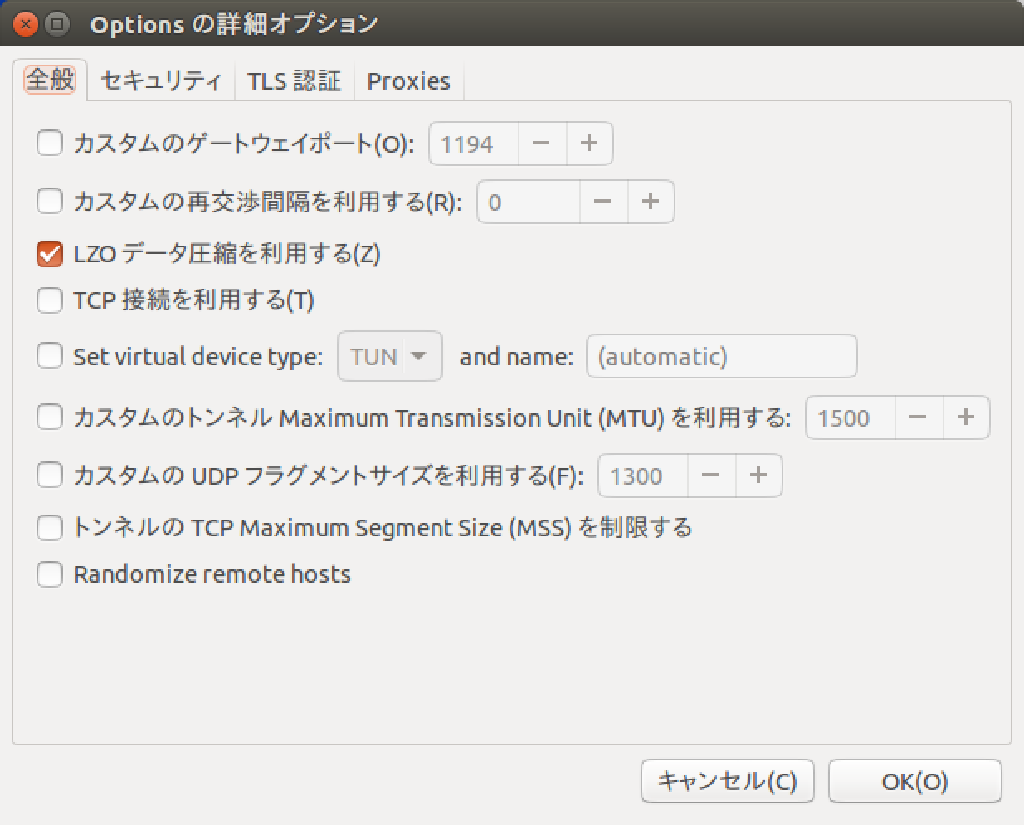 Options の詳細オプション
全般 セキュリティ TLS 認証 Proxies
カスタムのゲートウェイポート(O): 1194 − +
カスタムの再交渉間隔を利用する(R): 0 − +
LZO データ圧縮を利用する(Z)
TCP 接続を利用する(T)
Set virtual device type: TUN and name: (automatic)
カスタムのトンネル Maximum Transmission Unit (MTU) を利用する: 1500 − +
カスタムの UDP フラグメントサイズを利用する(F): 1300 − +
トンネルの TCP Maximum Segment Size (MSS) を制限する
Randomize remote hosts
キャンセル(C) OK(O)